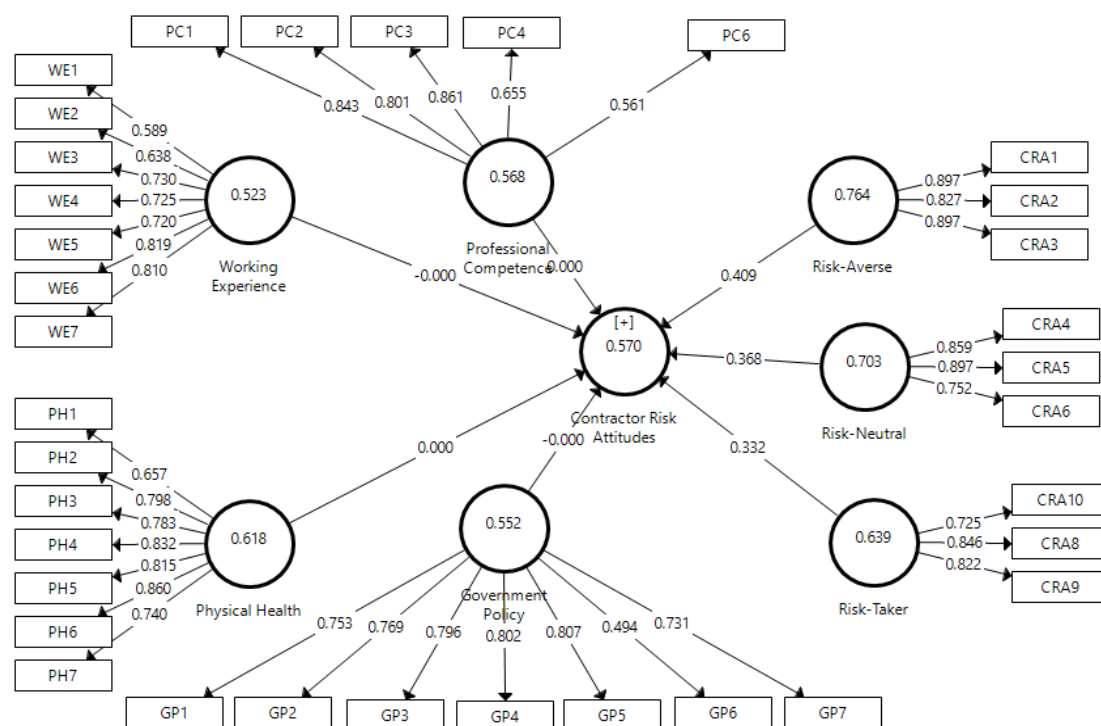 PC1
PC2
PC3
PC4
PC6
0.843
0.801
0.861
0.655
0.561
WE1
WE2
WE3
WE4
WE5
WE6
WE7
0.589
0.638
0.730
0.725
0.720
0.819
0.810
0.523
Working
Experience
0.568
Professional
Competence
-0.000
0.000
0.764
Risk-Averse
0.897
0.827
0.897
CRA1
CRA2
CRA3
0.409
[+]
0.570
Contractor Risk
Attitudes
0.368
0.703
Risk-Neutral
0.859
0.897
0.752
CRA4
CRA5
CRA6
0.332
0.639
Risk-Taker
0.725
0.846
0.822
CRA10
CRA8
CRA9
PH1
PH2
PH3
PH4
PH5
PH6
PH7
0.657
0.798
0.783
0.832
0.815
0.860
0.740
0.618
Physical Health
0.000
-0.000
0.552
Government
Policy
0.753
0.769
0.796
0.802
0.807
0.494
0.731
GP1
GP2
GP3
GP4
GP5
GP6
GP7